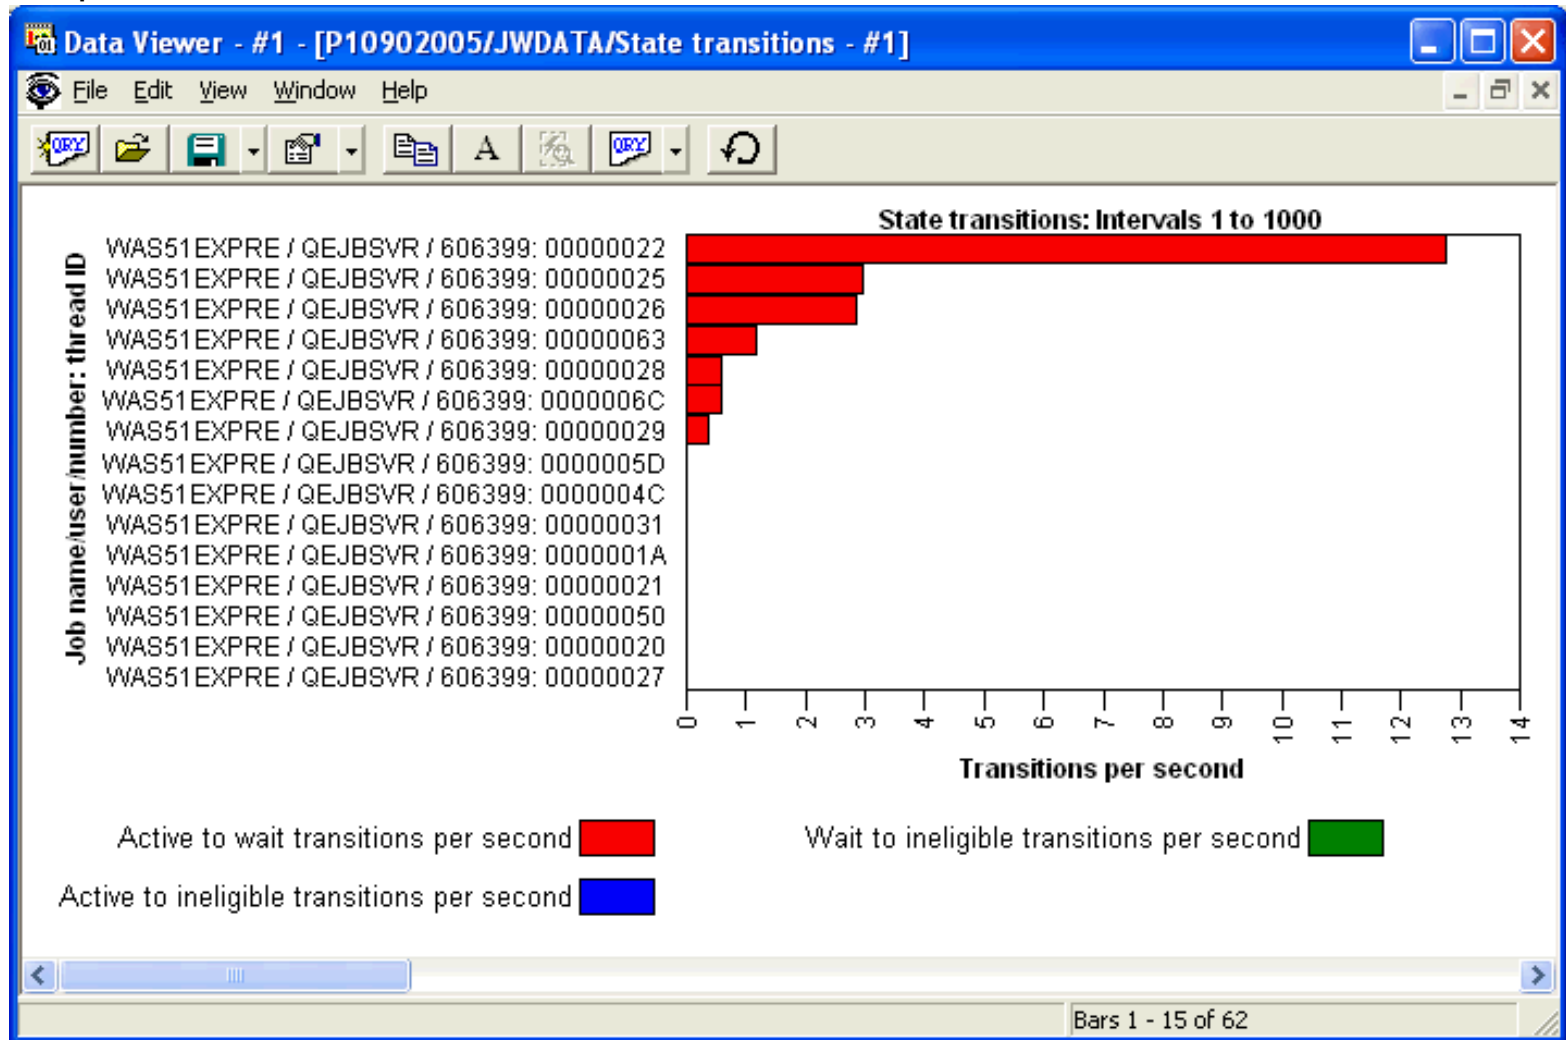 Data Viewer - #1 - [P10902005/JWDATA/State transitions - #1]
File Edit View Window Help
QRY A QRY
State transitions: Intervals 1 to 1000
Job name/user/number: thread ID
WAS51EXPRE / QEJBSVR / 606399: 00000022
WAS51EXPRE / QEJBSVR / 606399: 00000025
WAS51EXPRE / QEJBSVR / 606399: 00000026
WAS51EXPRE / QEJBSVR / 606399: 00000063
WAS51EXPRE / QEJBSVR / 606399: 00000028
WAS51EXPRE / QEJBSVR / 606399: 0000006C
WAS51EXPRE / QEJBSVR / 606399: 00000029
WAS51EXPRE / QEJBSVR / 606399: 0000005D
WAS51EXPRE / QEJBSVR / 606399: 0000004C
WAS51EXPRE / QEJBSVR / 606399: 00000031
WAS51EXPRE / QEJBSVR / 606399: 0000001A
WAS51EXPRE / QEJBSVR / 606399: 00000021
WAS51EXPRE / QEJBSVR / 606399: 00000050
WAS51EXPRE / QEJBSVR / 606399: 00000020
WAS51EXPRE / QEJBSVR / 606399: 00000027
0 1 2 3 4 5 6 7 8 9 10 11 12 13 14
Transitions per second
Active to wait transitions per second
Wait to ineligible transitions per second
Active to ineligible transitions per second
Bars 1 - 15 of 62